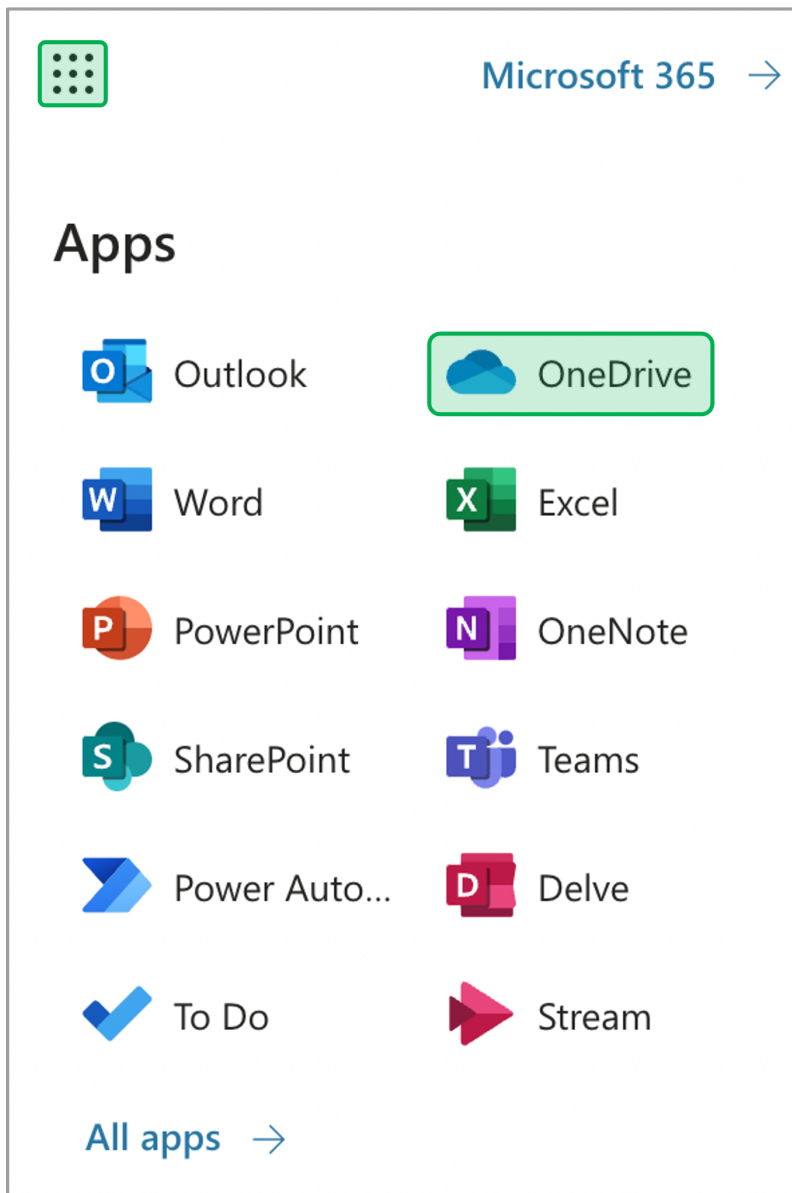 Microsoft 365 →
Apps
O Outlook
OneDrive
W Word
X Excel
P PowerPoint
N OneNote
S SharePoint
T Teams
Power Auto...
D Delve
To Do
Stream
All apps →